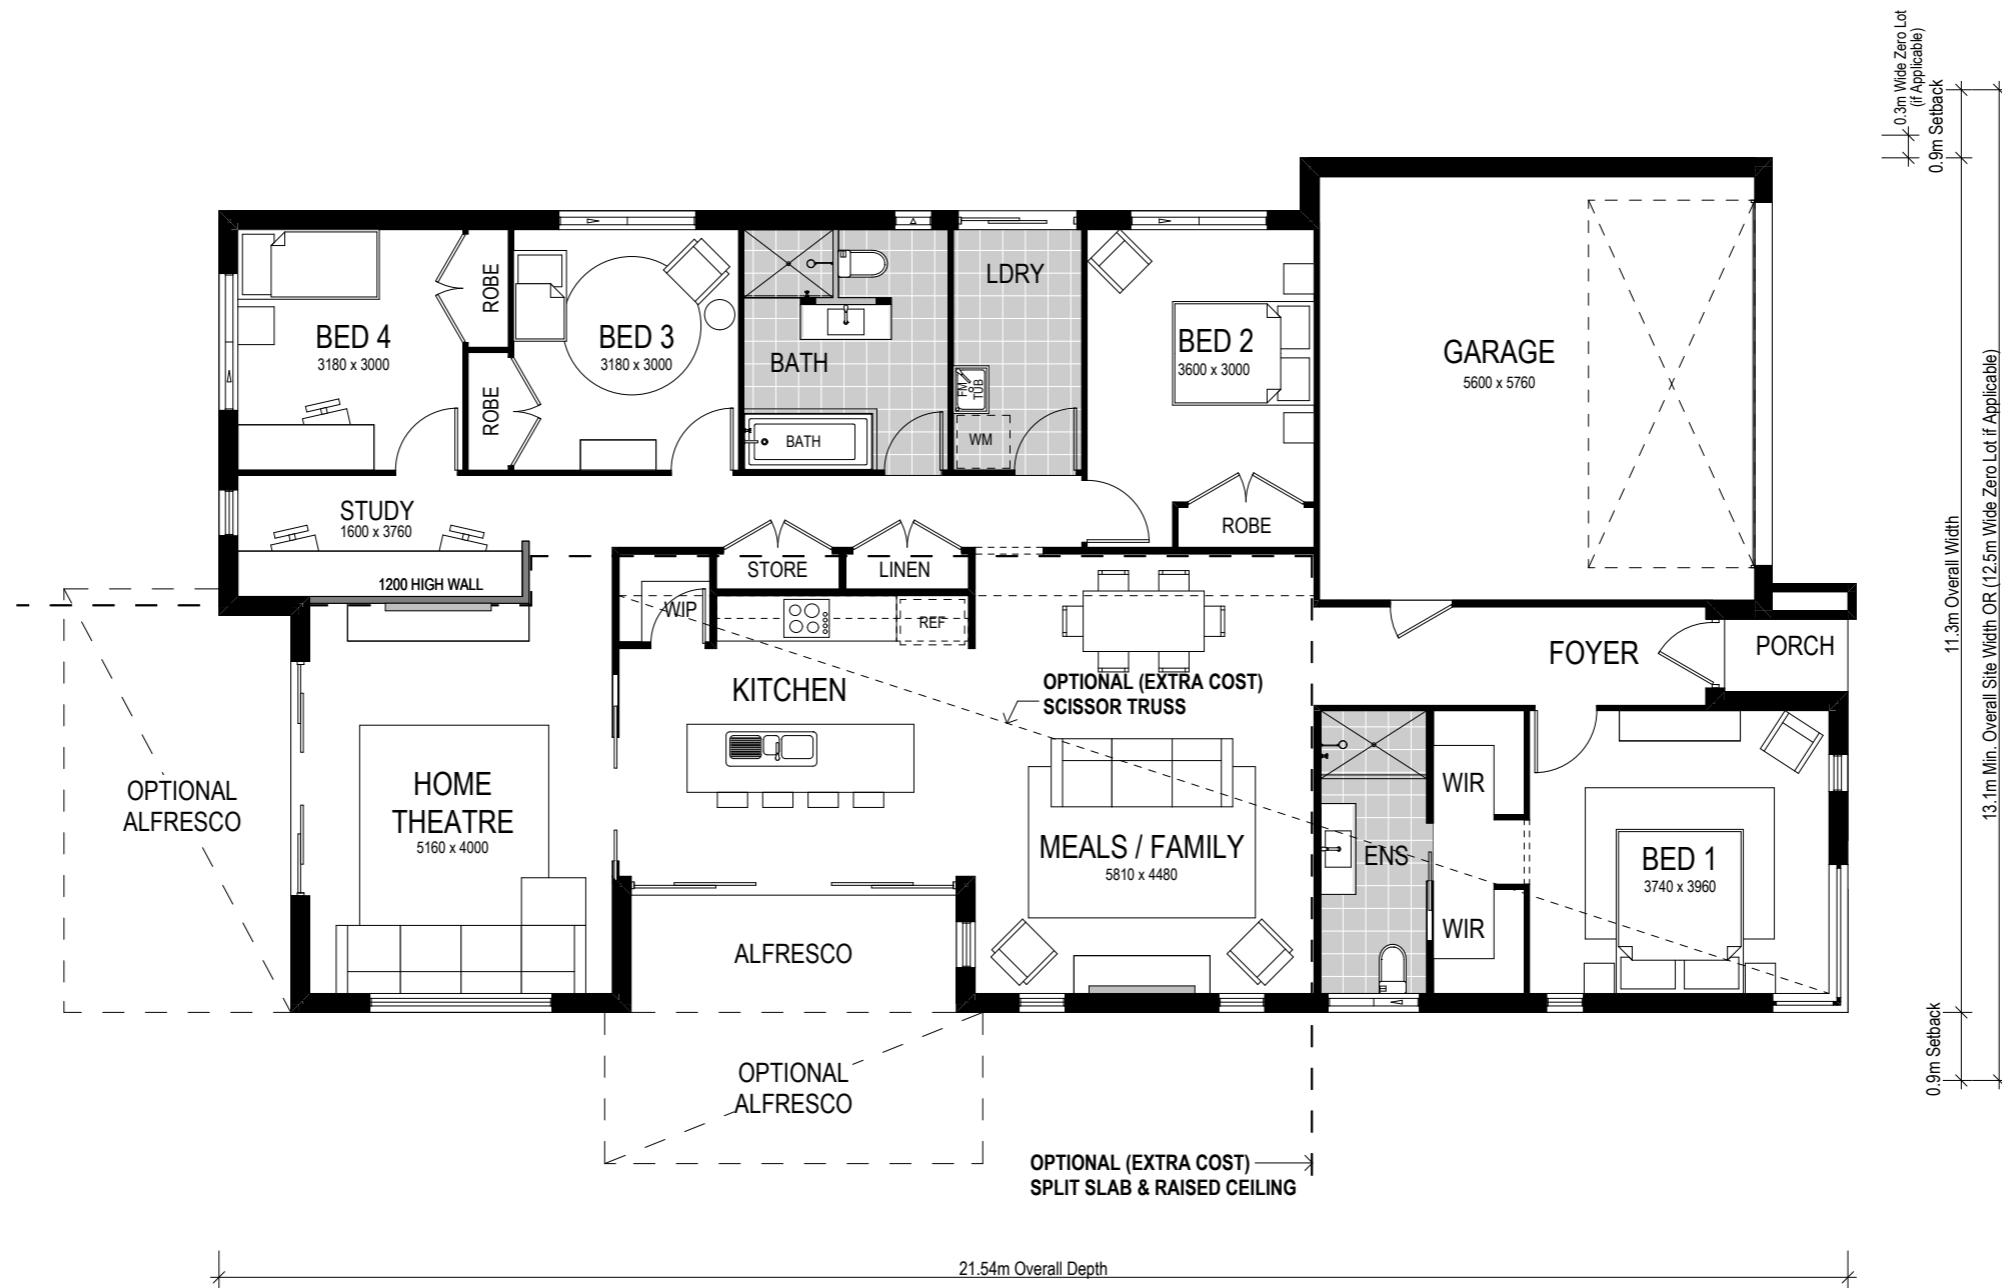 0.3m Wide Zero Lot
(if Applicable)
0.9m Setback
LDRY
ROBE
BED 4
3180 x 3000
BED 3
3180 x 3000
BED 2
3600 x 3000
GARAGE
5600 x 5760
BATH
FM
TUB
ROBE
BATH
WM
STUDY
1600 x 3760
ROBE
1200 HIGH WALL
STORE
LINEN
WIP
REF
FOYER
PORCH
KITCHEN
OPTIONAL (EXTRA COST)
SCISSOR TRUSS
11.3m Overall Width
13.1m Min. Overall Site Width OR (12.5m Wide Zero Lot if Applicable)
OPTIONAL
ALFRESCO
HOME
THEATRE
5160 x 4000
MEALS / FAMILY
5810 x 4480
ENS
WIR
WIR
BED 1
3740 x 3960
ALFRESCO
OPTIONAL
ALFRESCO
0.9m Setback
OPTIONAL (EXTRA COST)
SPLIT SLAB & RAISED CEILING
21.54m Overall Depth